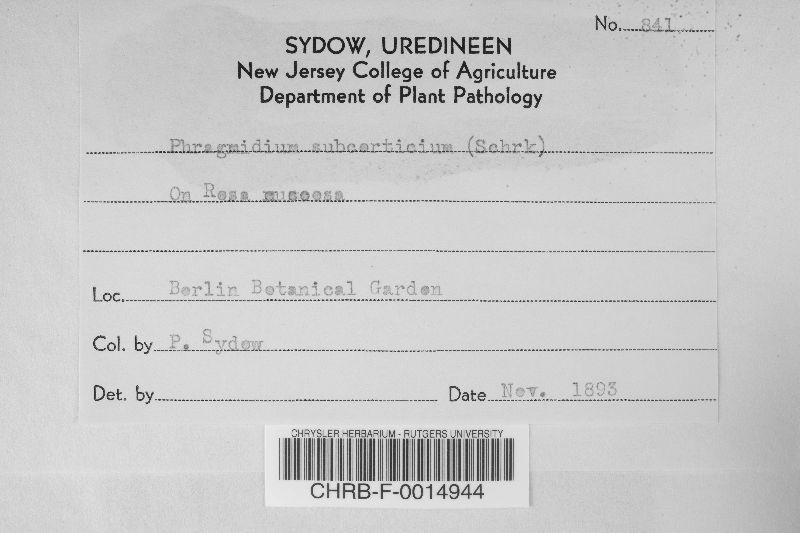 No. 841
SYDOW, UREDINEEN
New Jersey College of Agriculture
Department of Plant Pathology
Phragmidium subcorticium (Schrk)
On Rosa muscosa
Loc. Berlin Botanical Garden
Col. by P. Sydow
Det. by
Date Nov. 1893
CHRYSLER HERBARIUM - RUTGERS UNIVERSITY
CHRB-F-0014944